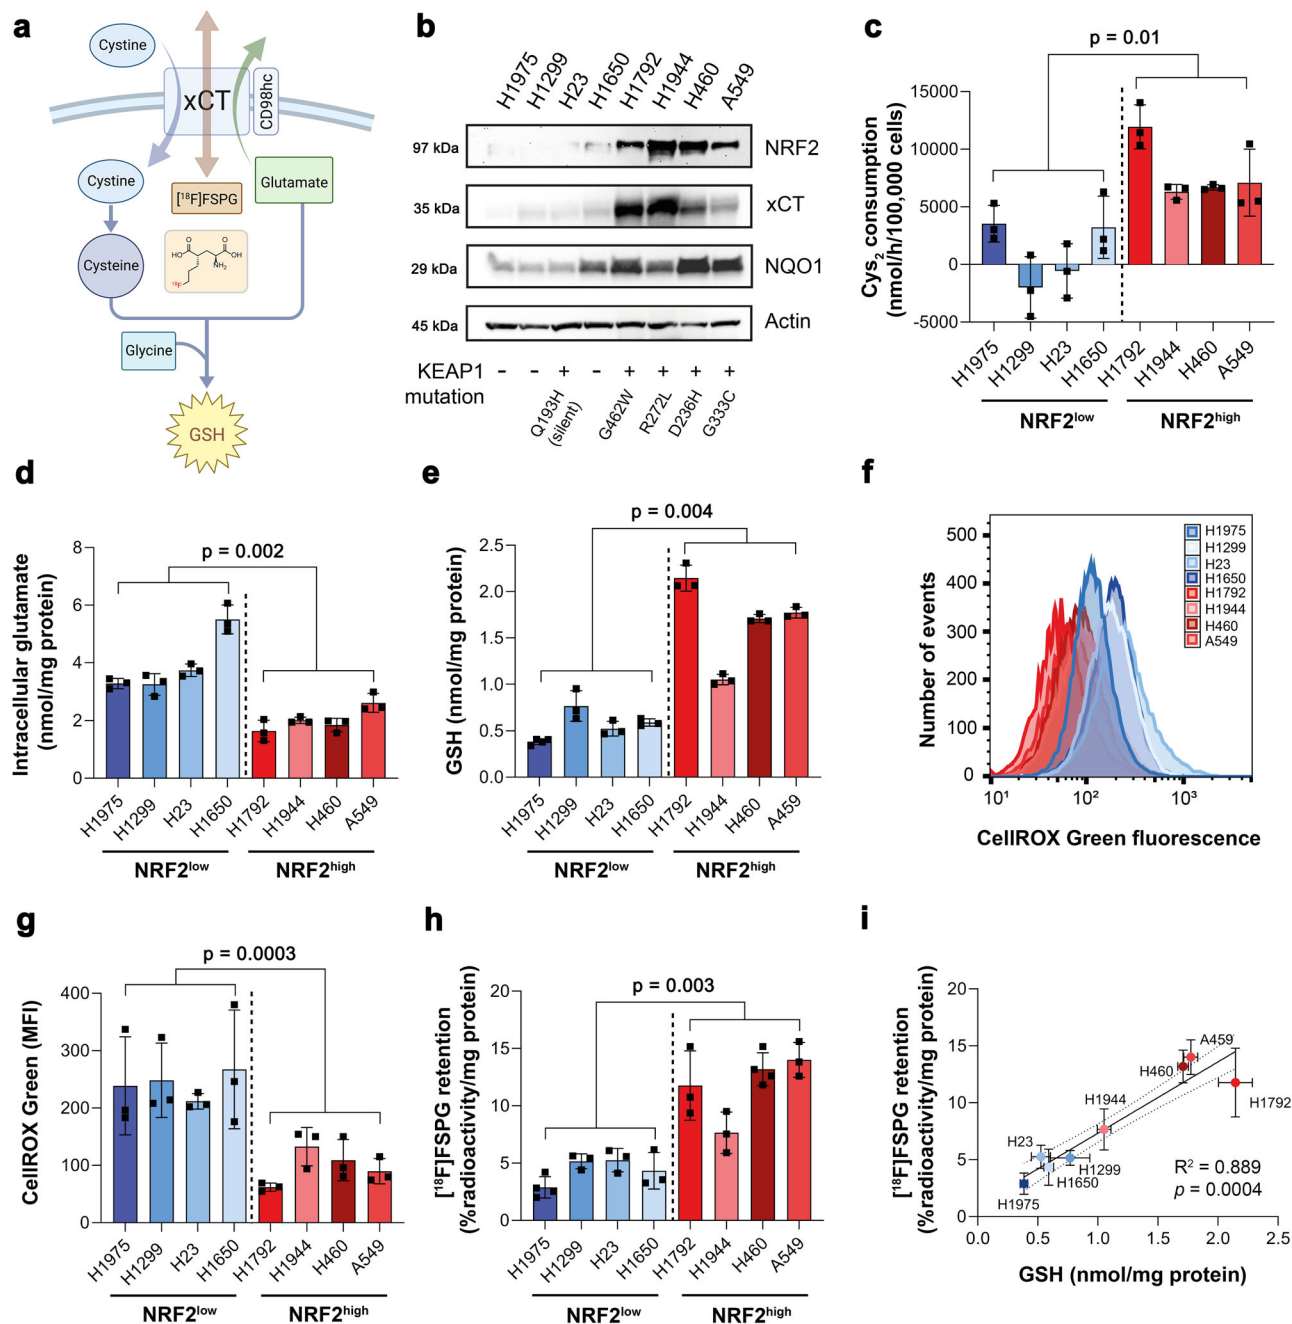 a
Cystine
xCT
CD98hc
Cystine
[¹⁸F]FSPG
Glutamate
Cysteine
HO
O
O
OH
NH₂
¹⁸F
Glycine
GSH
b
H1975
H1299
H23
H1650
H1792
H1944
H460
A549
97 kDa
NRF2
35 kDa
xCT
29 kDa
NQO1
45 kDa
Actin
KEAP1
mutation
- - + - + + + +
Q193H
(silent)
G462W
R272L
D236H
G333C
c
p = 0.01
Cys₂ consumption
(nmol/h/100,000 cells)
15000
10000
5000
0
-5000
H1975
H1299
H23
H1650
H1792
H1944
H460
A549
NRF2ˡᵒʷ
NRF2ʰⁱᵍʰ
d
p = 0.002
Intracellular glutamate
(nmol/mg protein)
8
6
4
2
0
H1975
H1299
H23
H1650
H1792
H1944
H460
A549
NRF2ˡᵒʷ
NRF2ʰⁱᵍʰ
e
p = 0.004
GSH (nmol/mg protein)
2.5
2.0
1.5
1.0
0.5
0.0
H1975
H1299
H23
H1650
H1792
H1944
H460
A459
NRF2ˡᵒʷ
NRF2ʰⁱᵍʰ
f
Number of events
500
400
300
200
100
0
10¹
10²
10³
H1975
H1299
H23
H1650
H1792
H1944
H460
A549
CellROX Green fluorescence
g
p = 0.0003
CellROX Green (MFI)
400
300
200
100
0
H1975
H1299
H23
H1650
H1792
H1944
H460
A549
NRF2ˡᵒʷ
NRF2ʰⁱᵍʰ
h
p = 0.003
[¹⁸F]FSPG retention
(%radioactivity/mg protein)
20
15
10
5
0
H1975
H1299
H23
H1650
H1792
H1944
H460
A549
NRF2ˡᵒʷ
NRF2ʰⁱᵍʰ
i
[¹⁸F]FSPG retention
(%radioactivity/mg protein)
20
15
10
5
0
A459
H460
H1792
H1944
H23
H1299
H1650
H1975
R² = 0.889
p = 0.0004
0.0
0.5
1.0
1.5
2.0
2.5
GSH (nmol/mg protein)